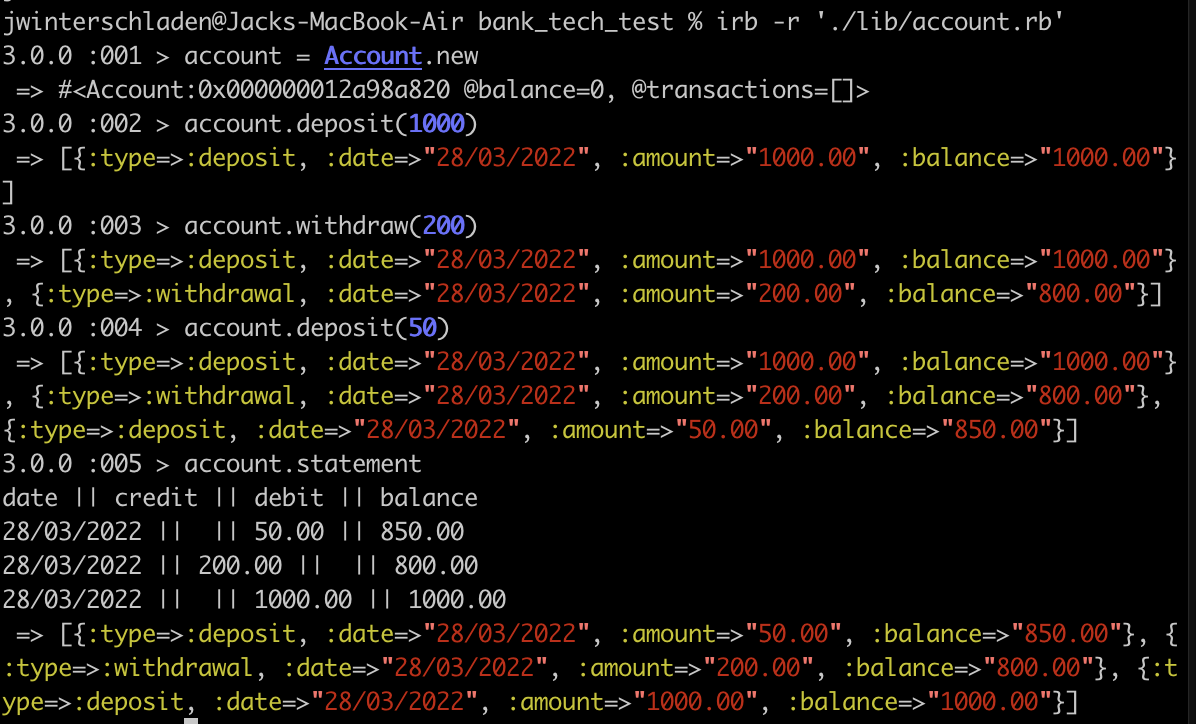 jwinterschladen@Jacks-MacBook-Air bank_tech_test % irb -r './lib/account.rb'
3.0.0 :001 > account = Account.new
 => #<Account:0x000000012a98a820 @balance=0, @transactions=[]>
3.0.0 :002 > account.deposit(1000)
 => [{:type=>:deposit, :date=>"28/03/2022", :amount=>"1000.00", :balance=>"1000.00"}
]
3.0.0 :003 > account.withdraw(200)
 => [{:type=>:deposit, :date=>"28/03/2022", :amount=>"1000.00", :balance=>"1000.00"}
, {:type=>:withdrawal, :date=>"28/03/2022", :amount=>"200.00", :balance=>"800.00"}]
3.0.0 :004 > account.deposit(50)
 => [{:type=>:deposit, :date=>"28/03/2022", :amount=>"1000.00", :balance=>"1000.00"}
, {:type=>:withdrawal, :date=>"28/03/2022", :amount=>"200.00", :balance=>"800.00"},
{:type=>:deposit, :date=>"28/03/2022", :amount=>"50.00", :balance=>"850.00"}]
3.0.0 :005 > account.statement
date || credit || debit || balance
28/03/2022 ||  || 50.00 || 850.00
28/03/2022 || 200.00 ||  || 800.00
28/03/2022 ||  || 1000.00 || 1000.00
 => [{:type=>:deposit, :date=>"28/03/2022", :amount=>"50.00", :balance=>"850.00"}, {
:type=>:withdrawal, :date=>"28/03/2022", :amount=>"200.00", :balance=>"800.00"}, {:t
ype=>:deposit, :date=>"28/03/2022", :amount=>"1000.00", :balance=>"1000.00"}]